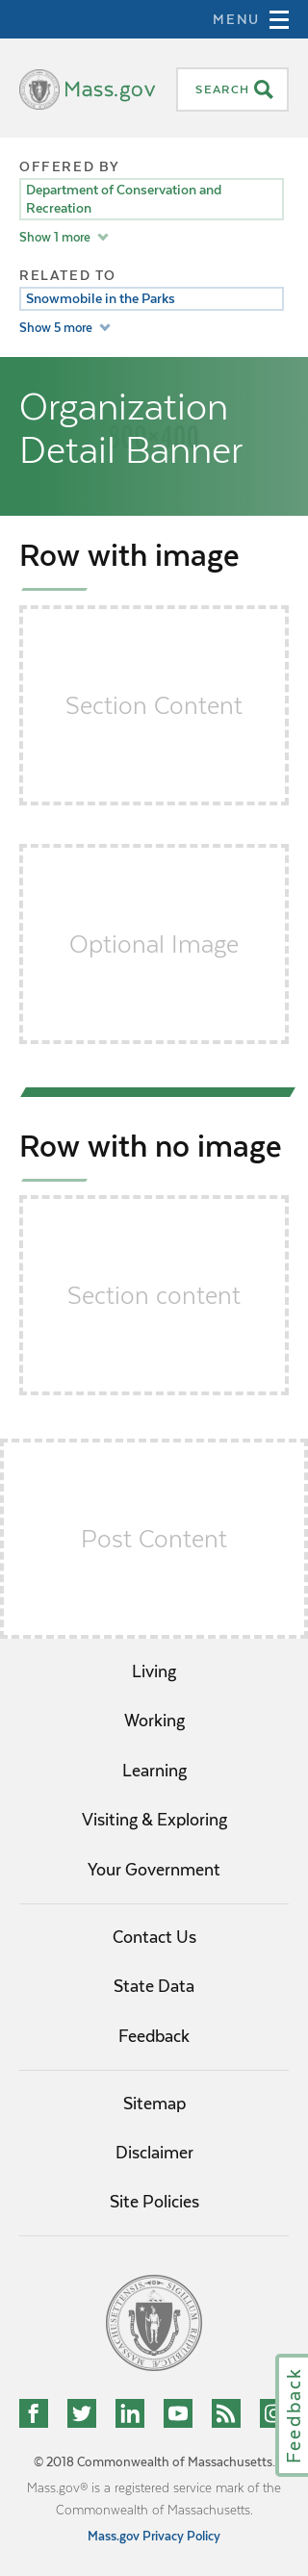 MENU
Mass.gov
SEARCH
OFFERED BY
Department of Conservation and
Recreation
Show 1 more
RELATED TO
Snowmobile in the Parks
Show 5 more
Organization
Detail Banner
Row with image
Section Content
Optional Image
Row with no image
Section content
Post Content
Living
Working
Learning
Visiting & Exploring
Your Government
Contact Us
State Data
Feedback
Sitemap
Disclaimer
Site Policies
Feedback
© 2018 Commonwealth of Massachusetts.
Mass.gov® is a registered service mark of the
Commonwealth of Massachusetts.
Mass.gov Privacy Policy